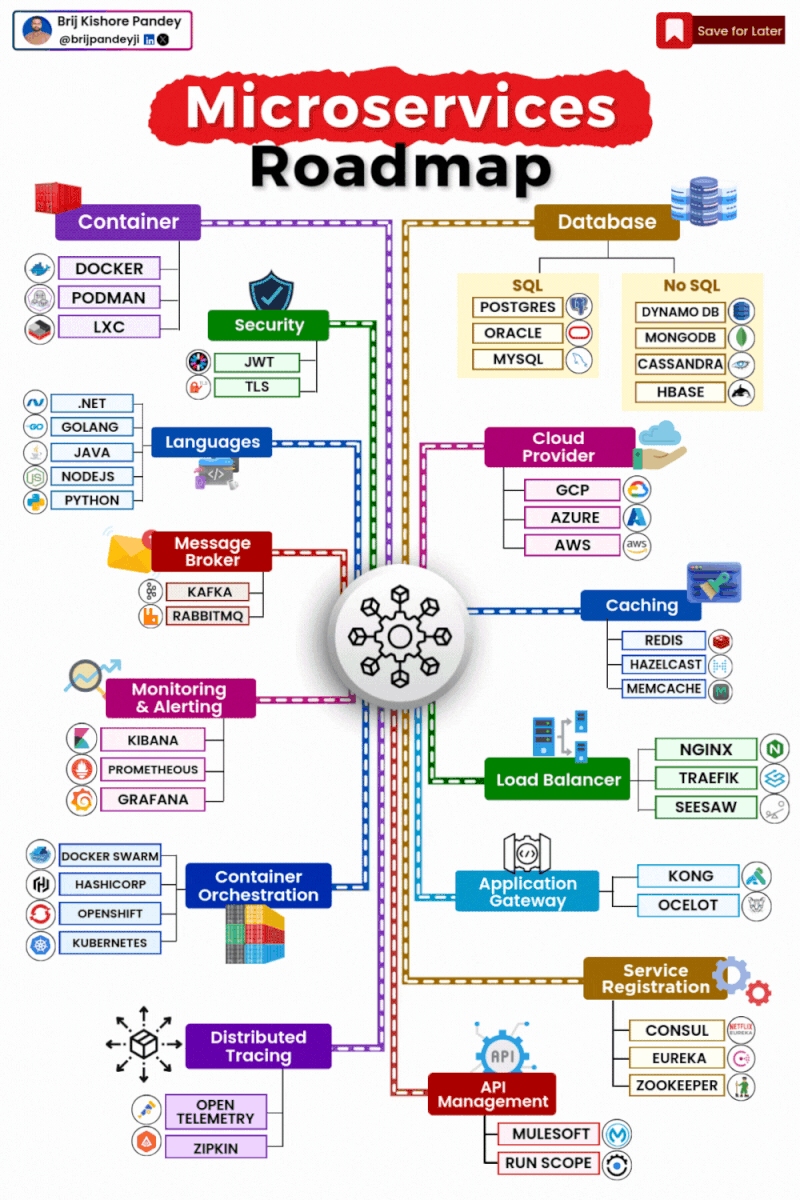 Brij Kishore Pandey
@brijpandeyji in X
Save for Later
Microservices
Roadmap
Container
DOCKER
PODMAN
LXC
Security
JWT
TLS
Languages
.NET
GOLANG
JAVA
NODEJS
PYTHON
Message
Broker
KAFKA
RABBITMQ
Monitoring
& Alerting
KIBANA
PROMETHEOUS
GRAFANA
Container
Orchestration
DOCKER SWARM
HASHICORP
OPENSHIFT
KUBERNETES
Distributed
Tracing
OPEN
TELEMETRY
ZIPKIN
Database
SQL
POSTGRES
ORACLE
MYSQL
No SQL
DYNAMO DB
MONGODB
CASSANDRA
HBASE
Cloud
Provider
GCP
AZURE
AWS
aws
Caching
REDIS
HAZELCAST
MEMCACHE
Load Balancer
NGINX
TRAEFIK
SEESAW
Application
Gateway
KONG
OCELOT
Service
Registration
CONSUL
NETFLIX
EUREKA
EUREKA
ZOOKEEPER
API
API
Management
MULESOFT
RUN SCOPE